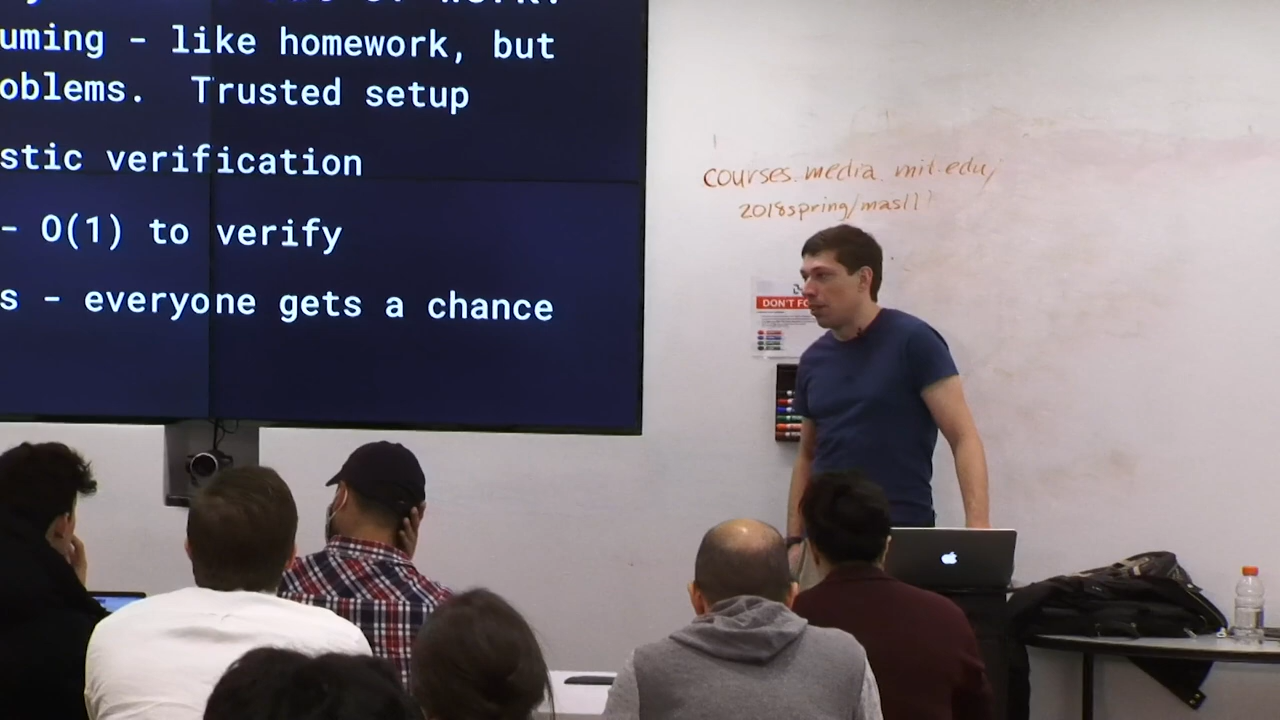 uming - like homework, but
oblems. Trusted setup
stic verification
- O(1) to verify
s - everyone gets a chance
courses.media.mit.edu/
2018spring/mas111
DON'T FO